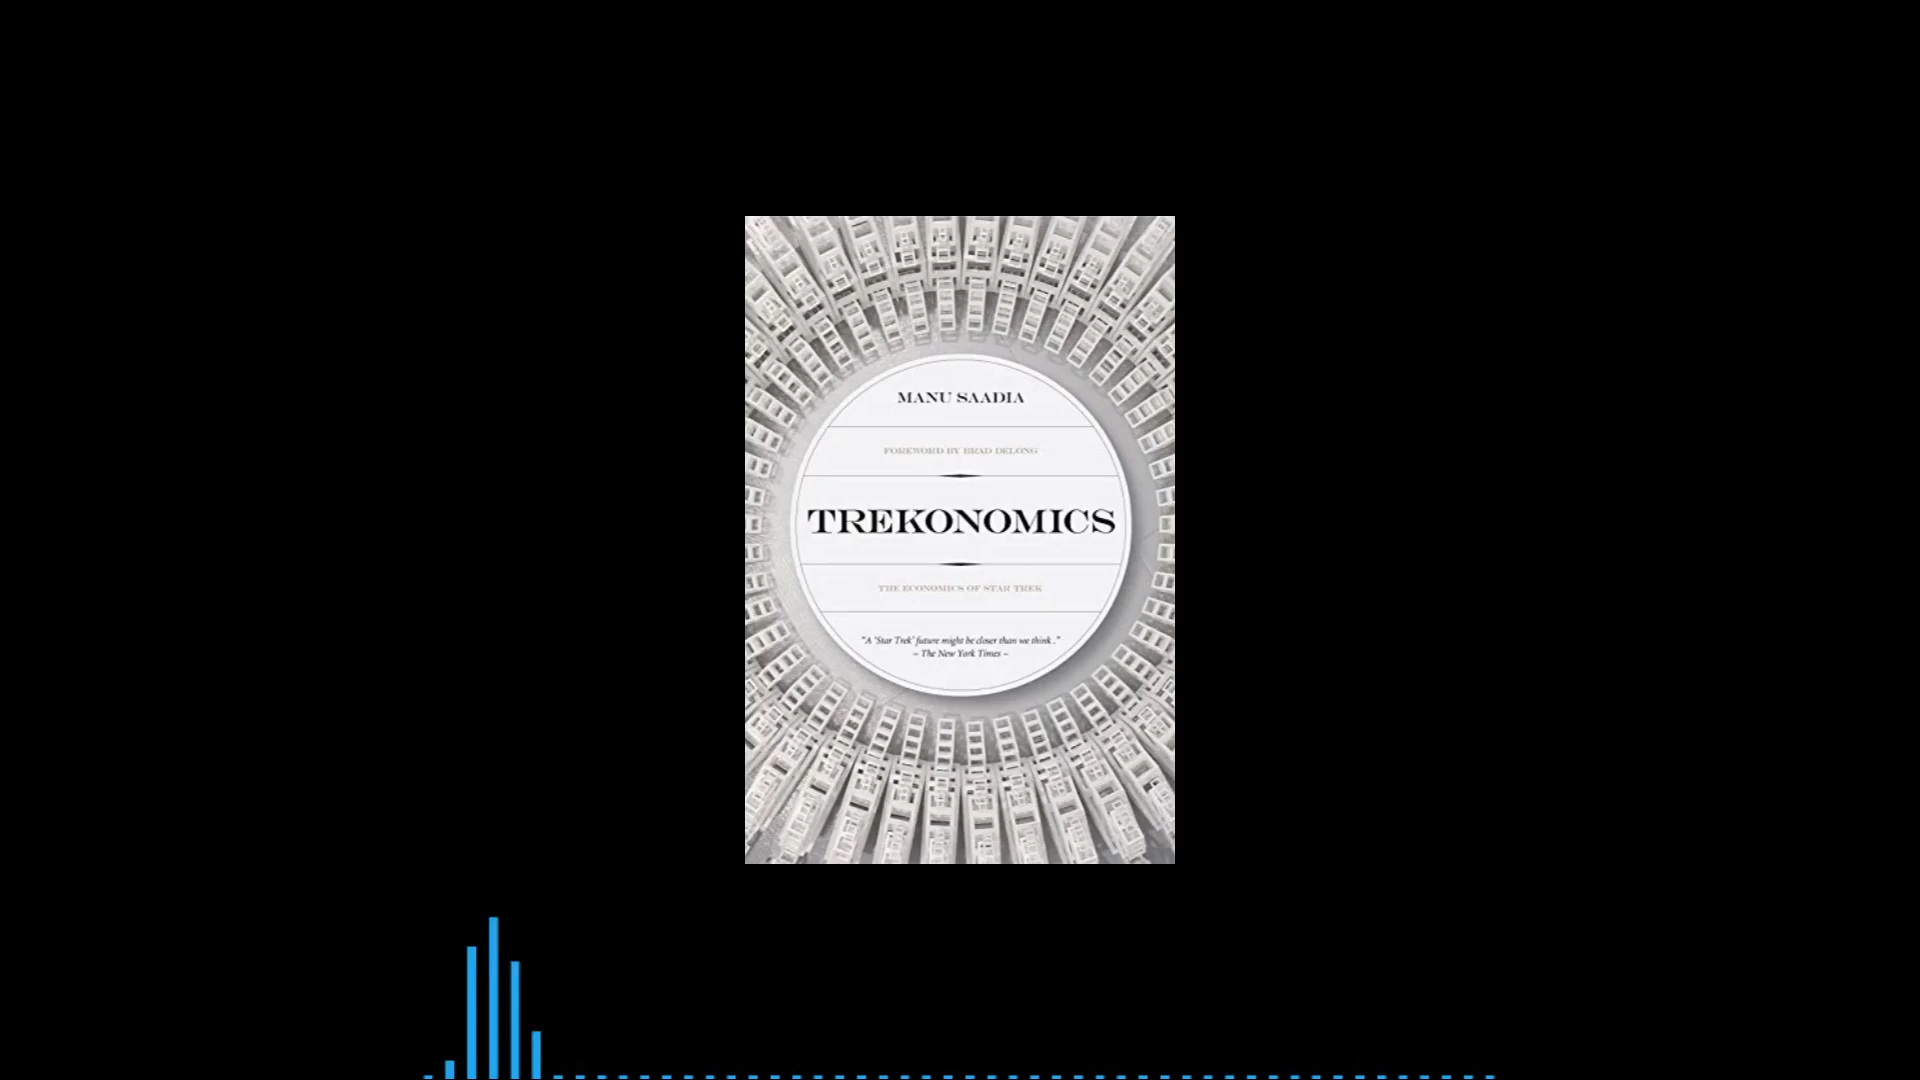 MANU SAADIA
FOREWORD BY BRAD DELONG
TREKONOMICS
THE ECONOMICS OF STAR TREK
"A 'Star Trek' future might be closer than we think."
– The New York Times –